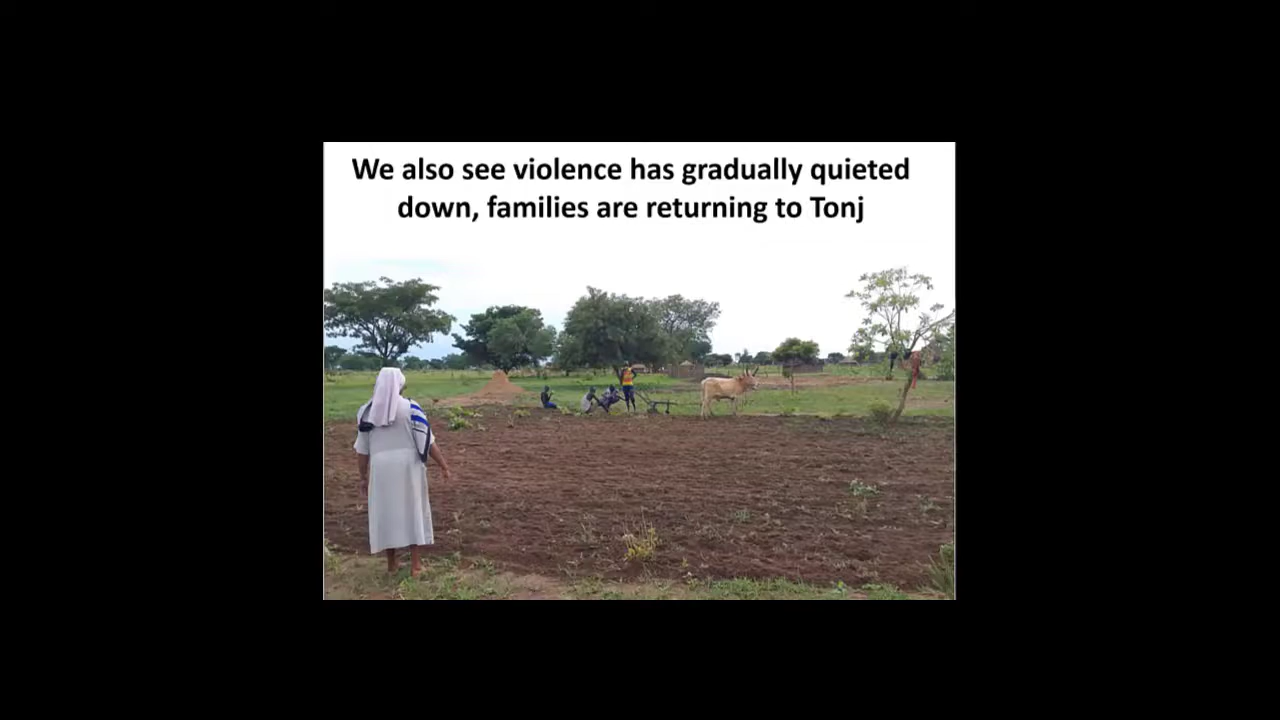 We also see violence has gradually quieted
down, families are returning to Tonj